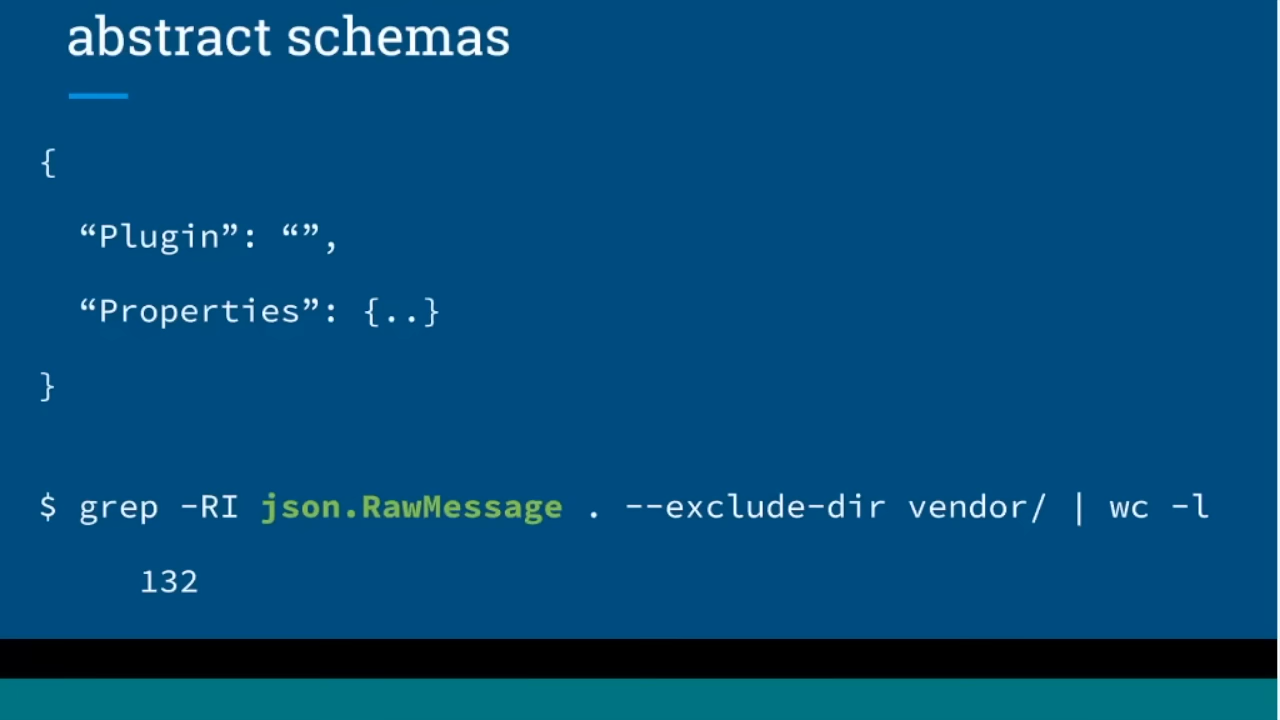 abstract schemas
{
“Plugin”: “”,
“Properties”: {..}
}
$ grep -RI json.RawMessage . --exclude-dir vendor/ | wc -l
132